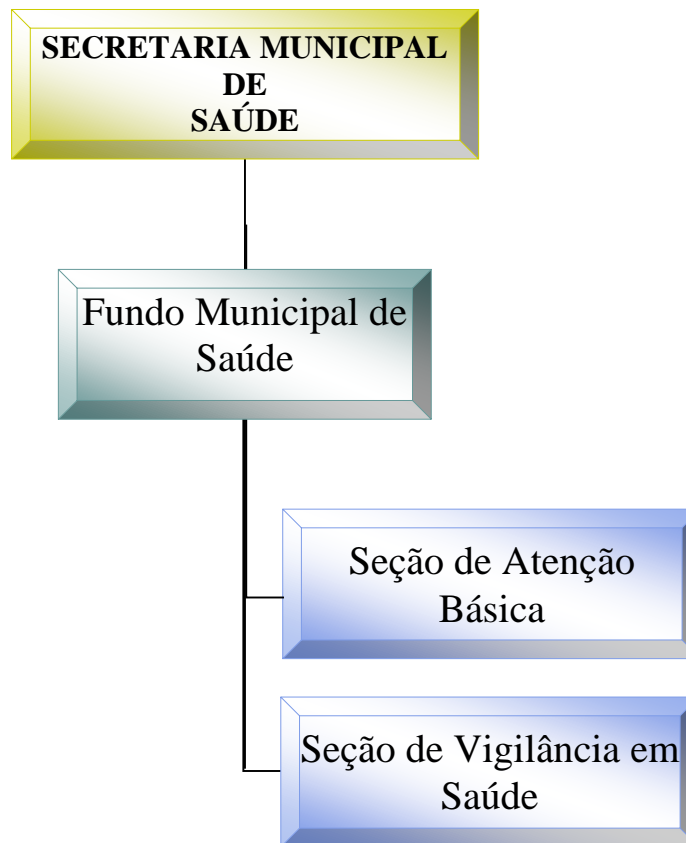 SECRETARIA MUNICIPAL
DE
SAÚDE
Fundo Municipal de
Saúde
Seção de Atenção
Básica
Seção de Vigilância em
Saúde